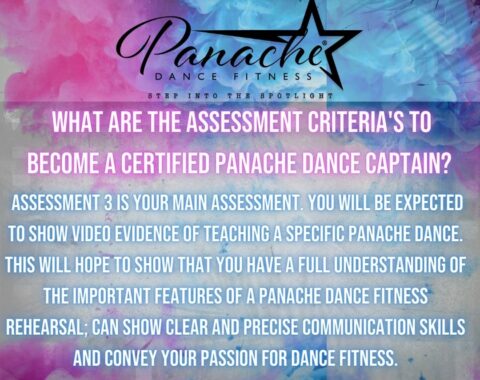 Panache®
DANCE FITNESS
STEP INTO THE SPOTLIGHT
WHAT ARE THE ASSESSMENT CRITERIA'S TO
BECOME A CERTIFIED PANACHE DANCE CAPTAIN?
ASSESSMENT 3 IS YOUR MAIN ASSESSMENT. YOU WILL BE EXPECTED
TO SHOW VIDEO EVIDENCE OF TEACHING A SPECIFIC PANACHE DANCE.
THIS WILL HOPE TO SHOW THAT YOU HAVE A FULL UNDERSTANDING OF
THE IMPORTANT FEATURES OF A PANACHE DANCE FITNESS
REHEARSAL; CAN SHOW CLEAR AND PRECISE COMMUNICATION SKILLS
AND CONVEY YOUR PASSION FOR DANCE FITNESS.